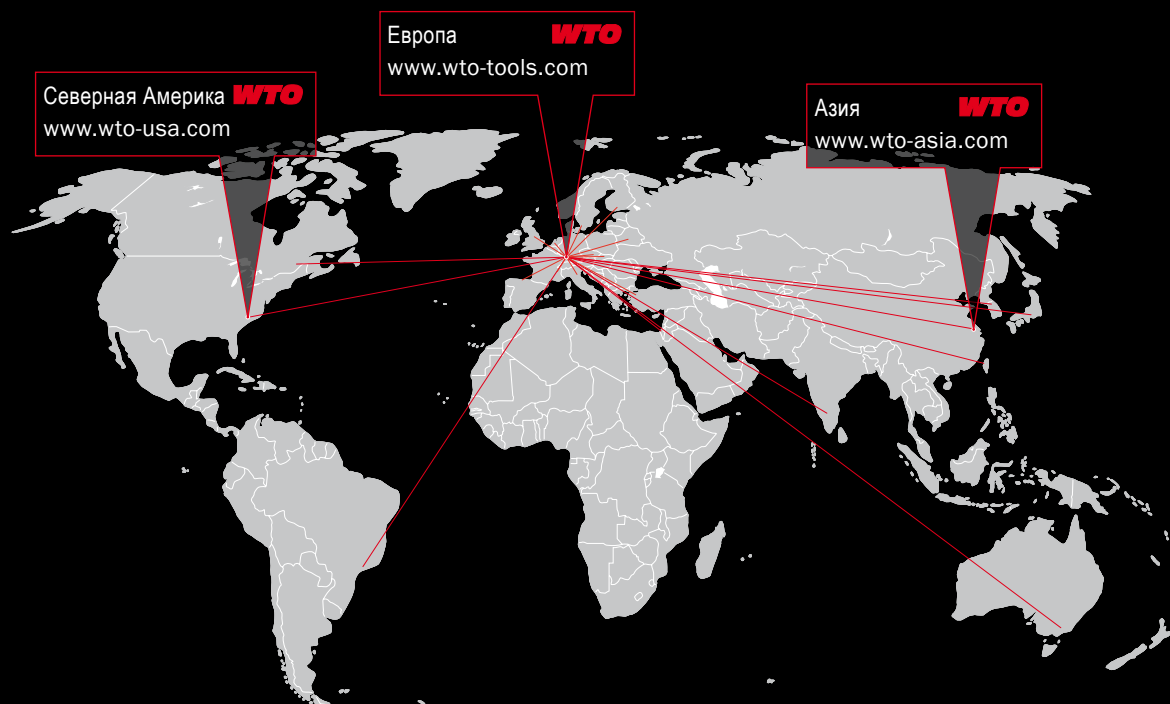 Северная Америка WTO
www.wto-usa.com
Европа WTO
www.wto-tools.com
Азия WTO
www.wto-asia.com